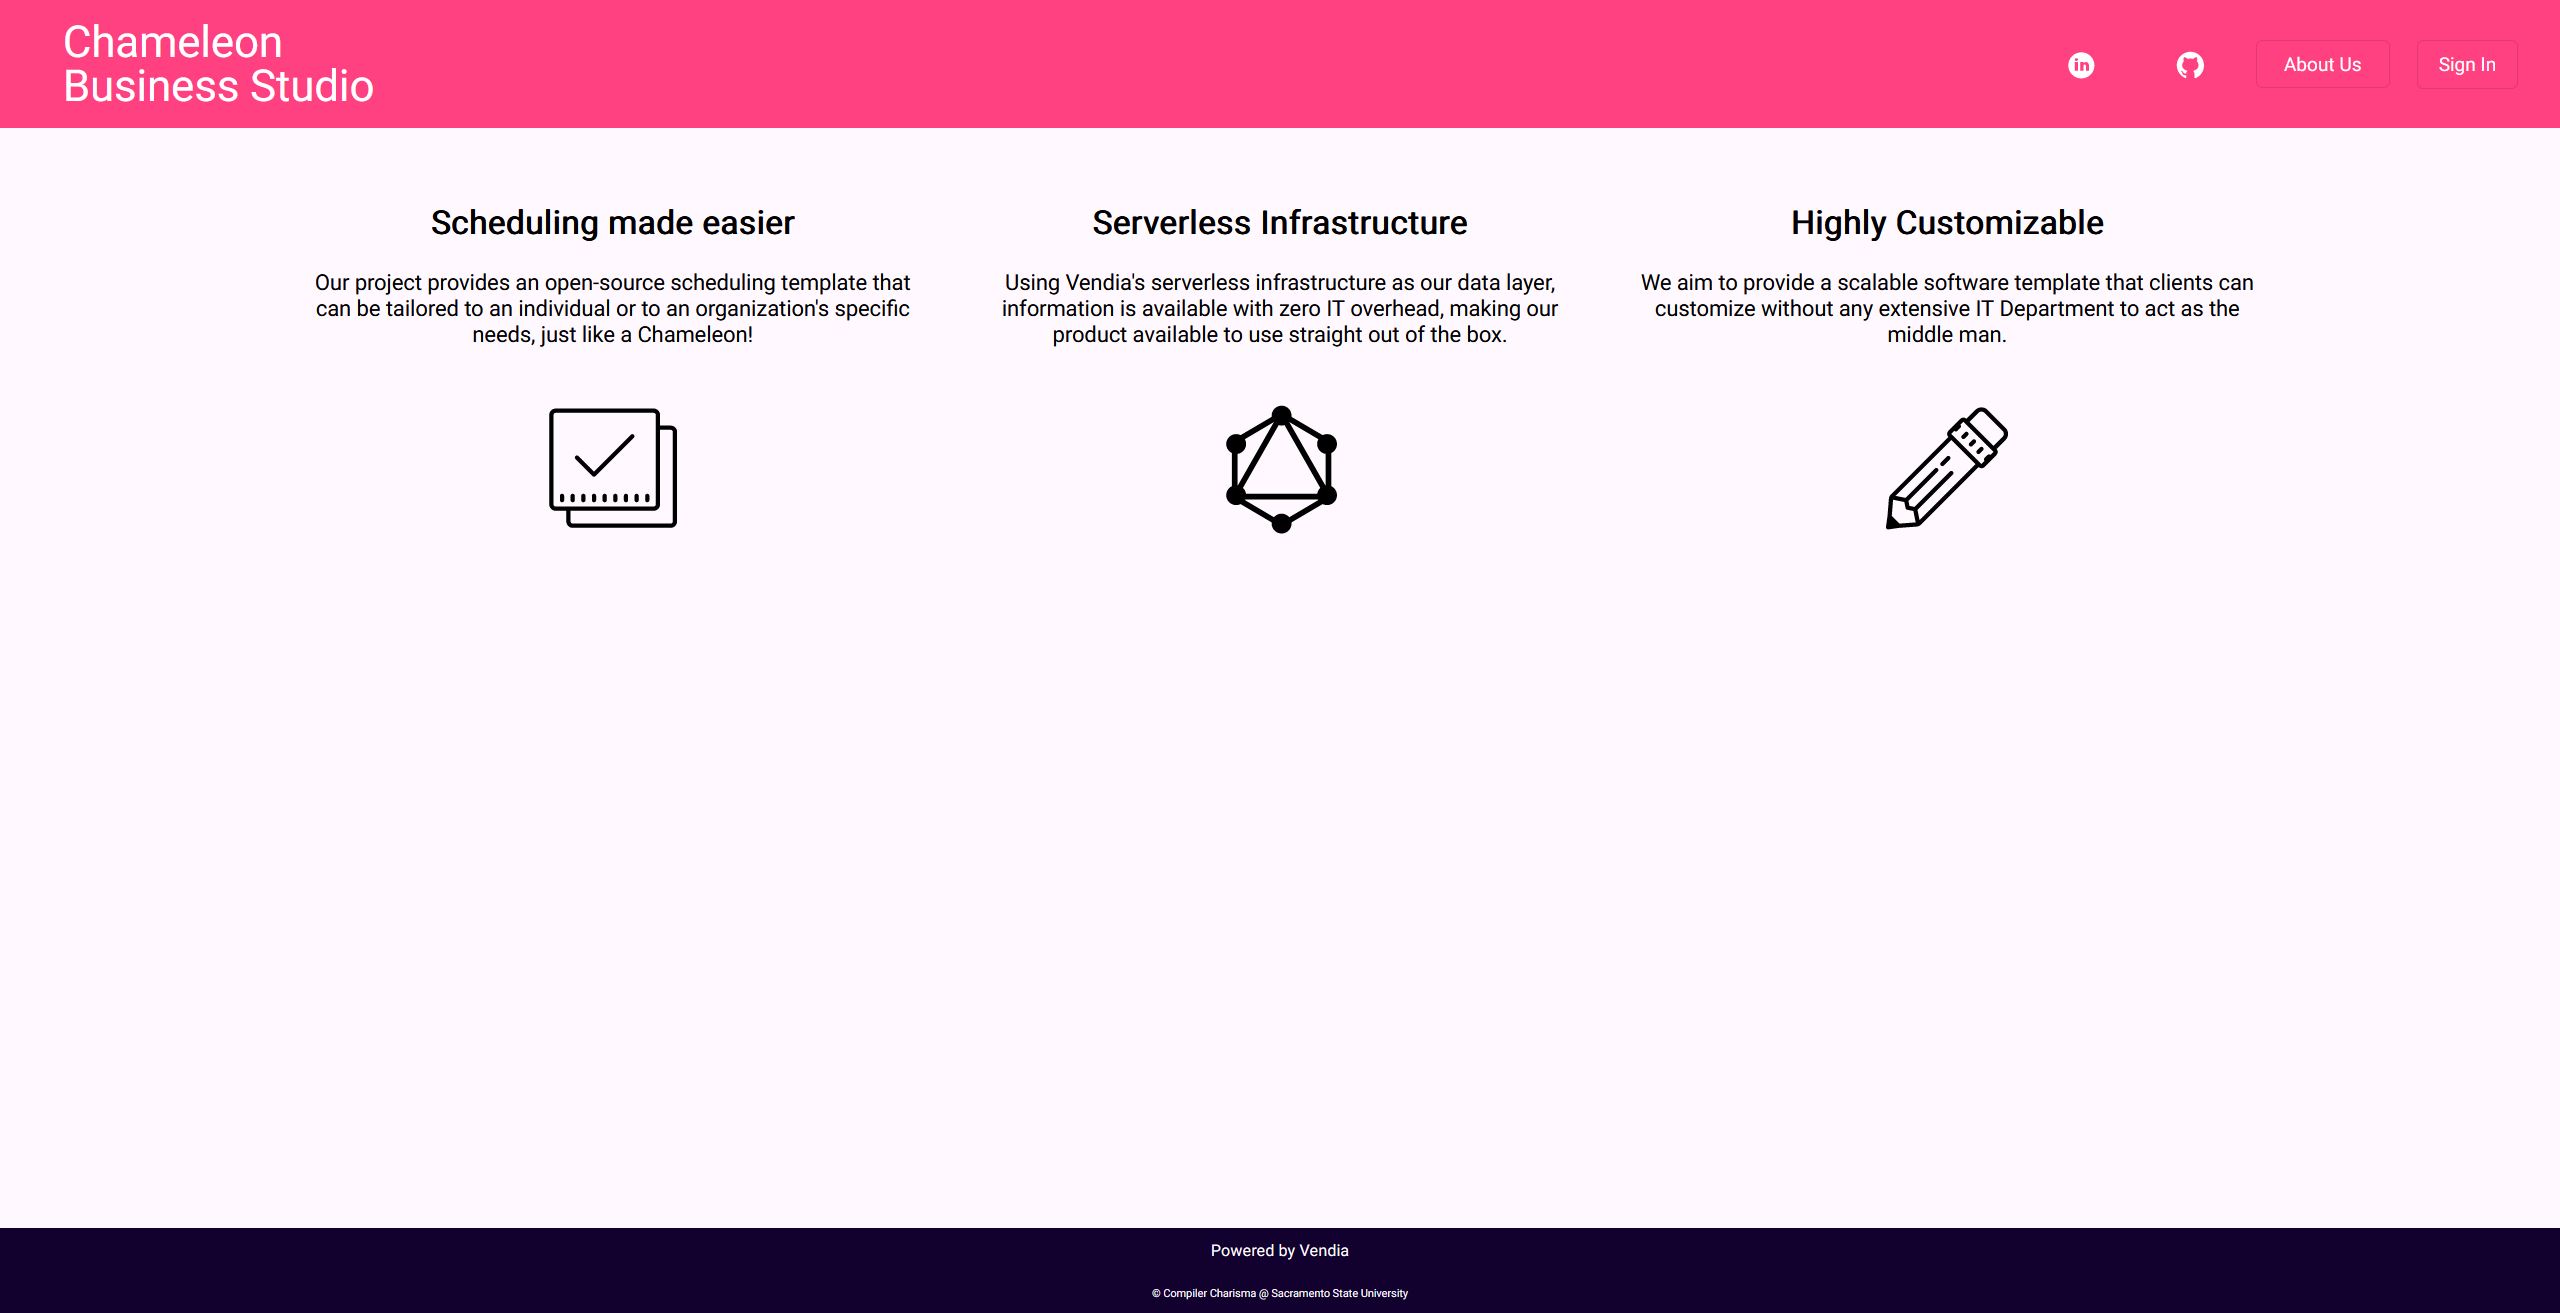 Chameleon
Business Studio
in
About Us
Sign In
Scheduling made easier
Our project provides an open-source scheduling template that
can be tailored to an individual or to an organization's specific
needs, just like a Chameleon!
Serverless Infrastructure
Using Vendia's serverless infrastructure as our data layer,
information is available with zero IT overhead, making our
product available to use straight out of the box.
Highly Customizable
We aim to provide a scalable software template that clients can
customize without any extensive IT Department to act as the
middle man.
Powered by Vendia
© Compiler Charisma @ Sacramento State University